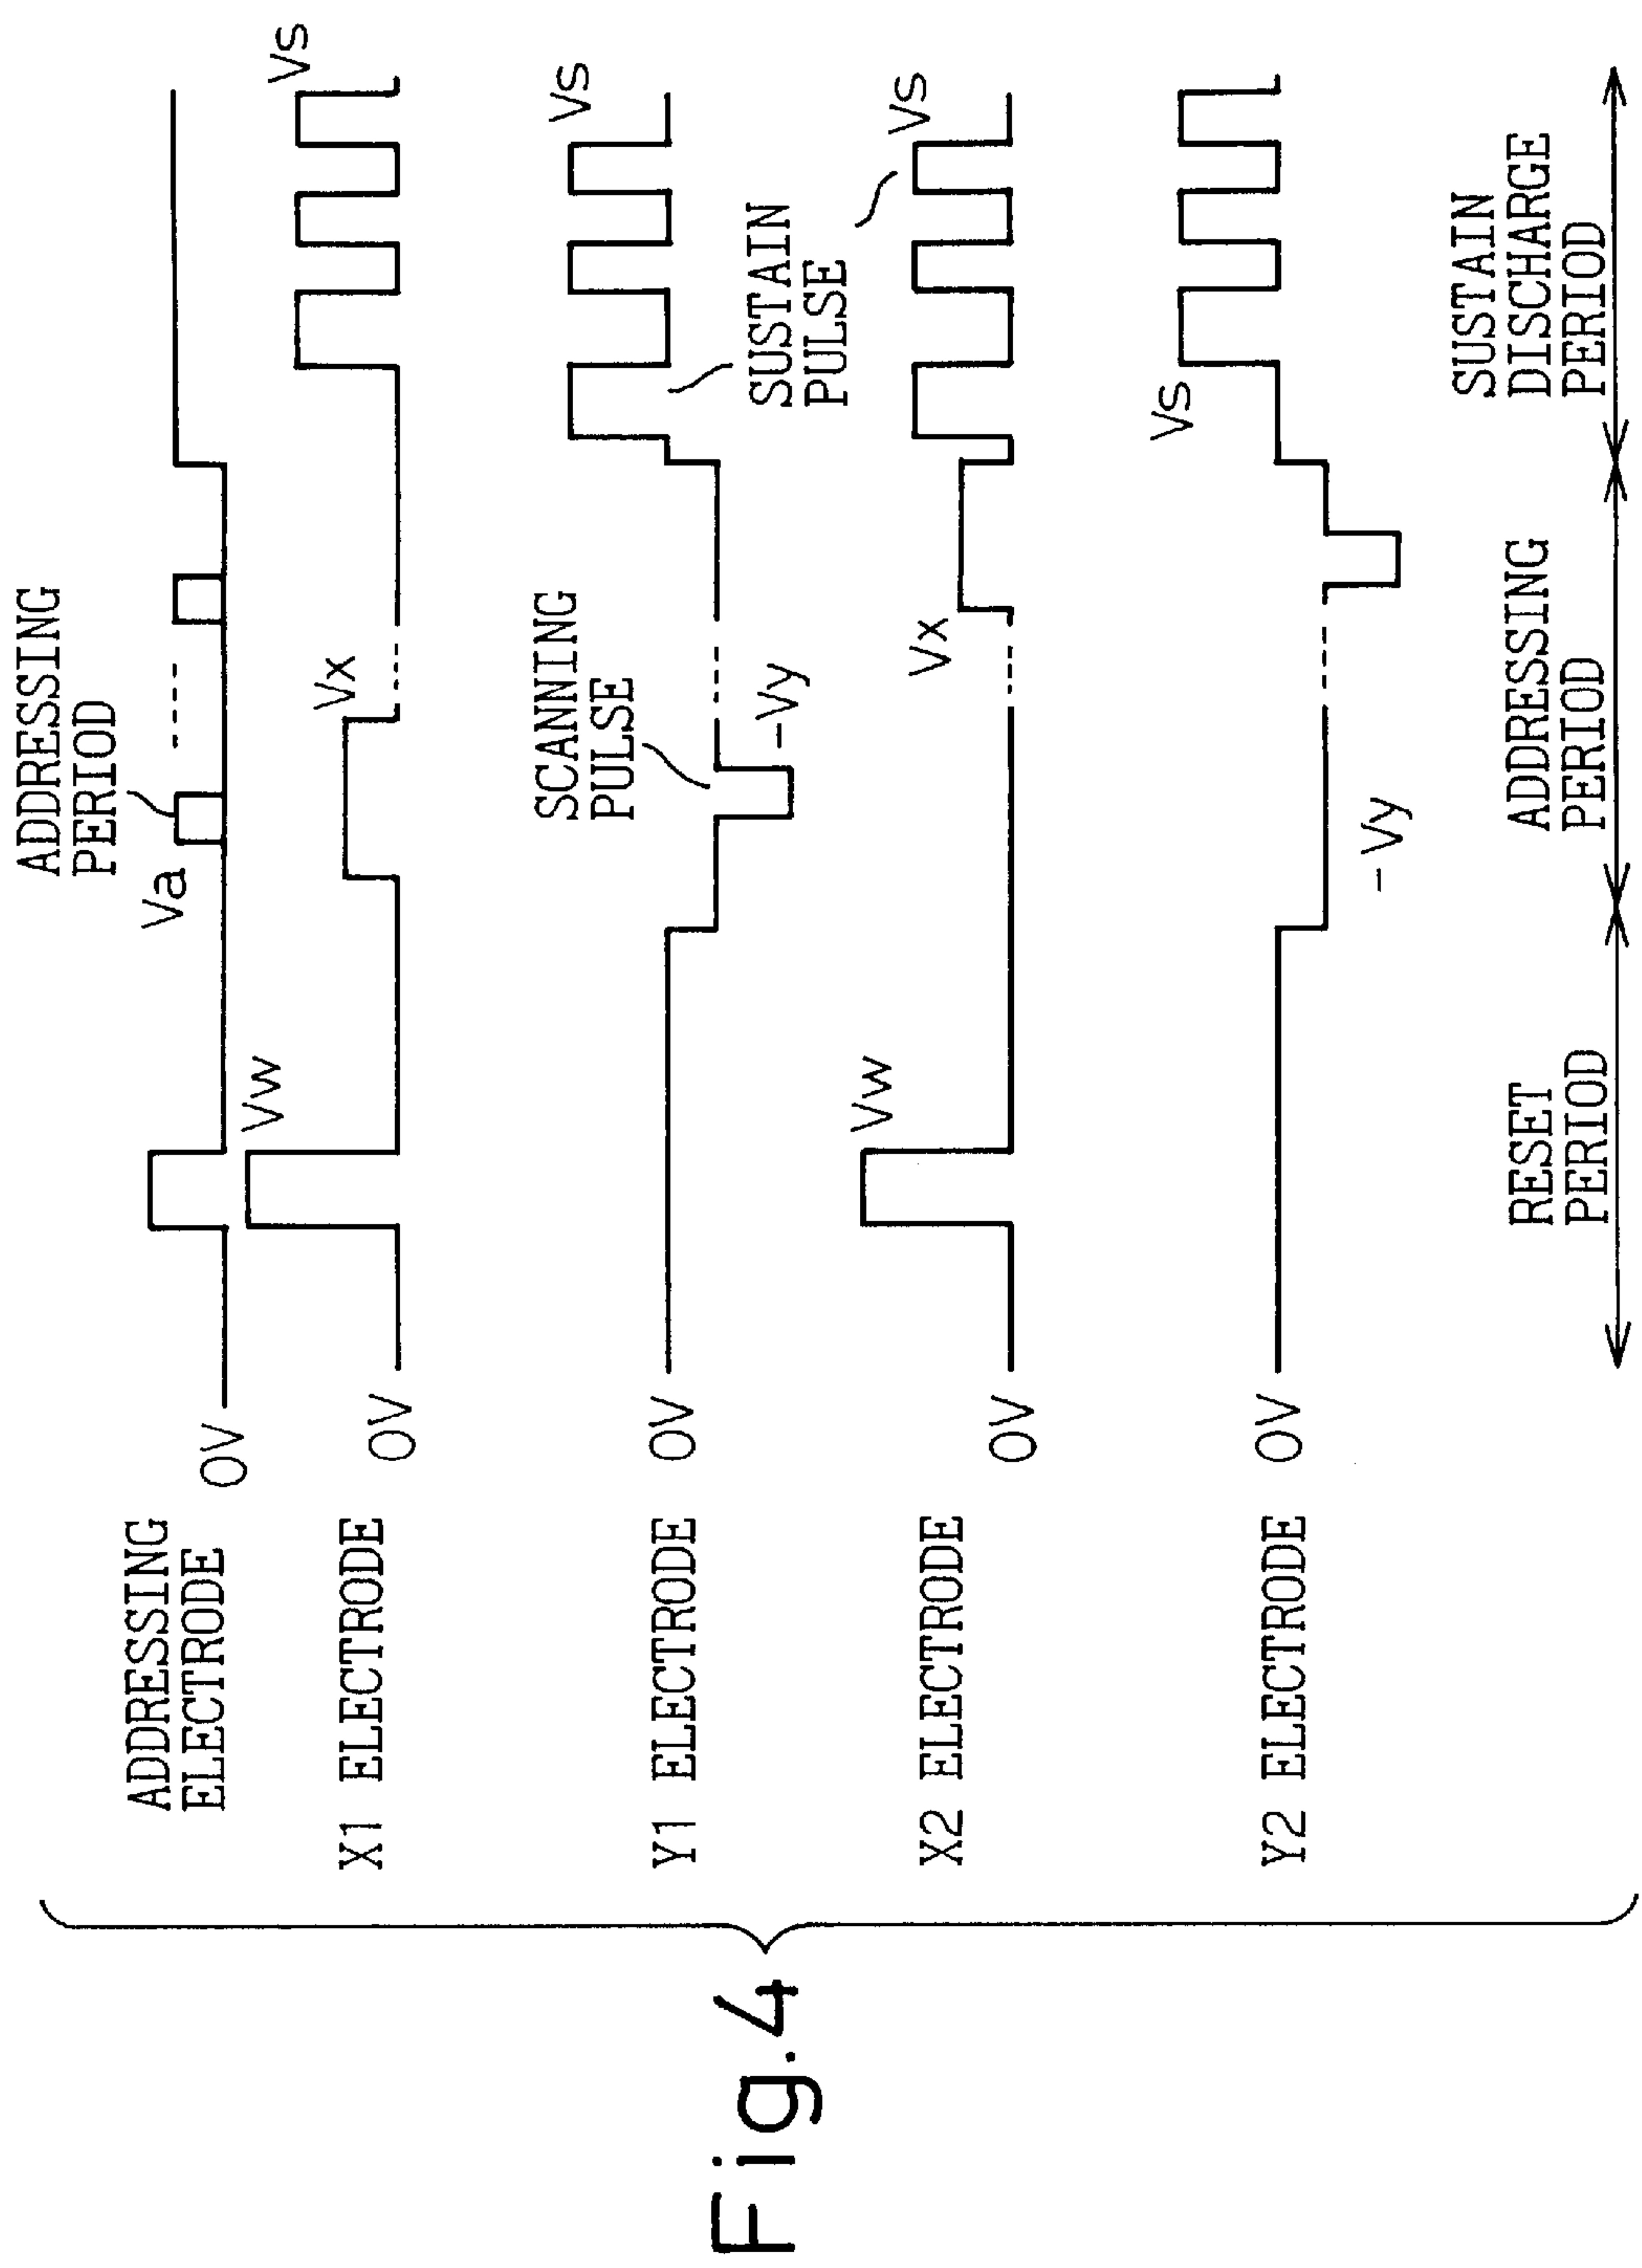 Fig.4
ADDRESSING
ELECTRODE
0V
Va
ADDRESSING
PERIOD
X1 ELECTRODE
0V
Vw
Vx
Vs
Y1 ELECTRODE
0V
SCANNING
PULSE
-Vy
Vs
SUSTAIN
PULSE
X2 ELECTRODE
0V
Vw
Vx
Vs
Y2 ELECTRODE
0V
-Vy
Vs
RESET
PERIOD
ADDRESSING
PERIOD
SUSTAIN
DISCHARGE
PERIOD